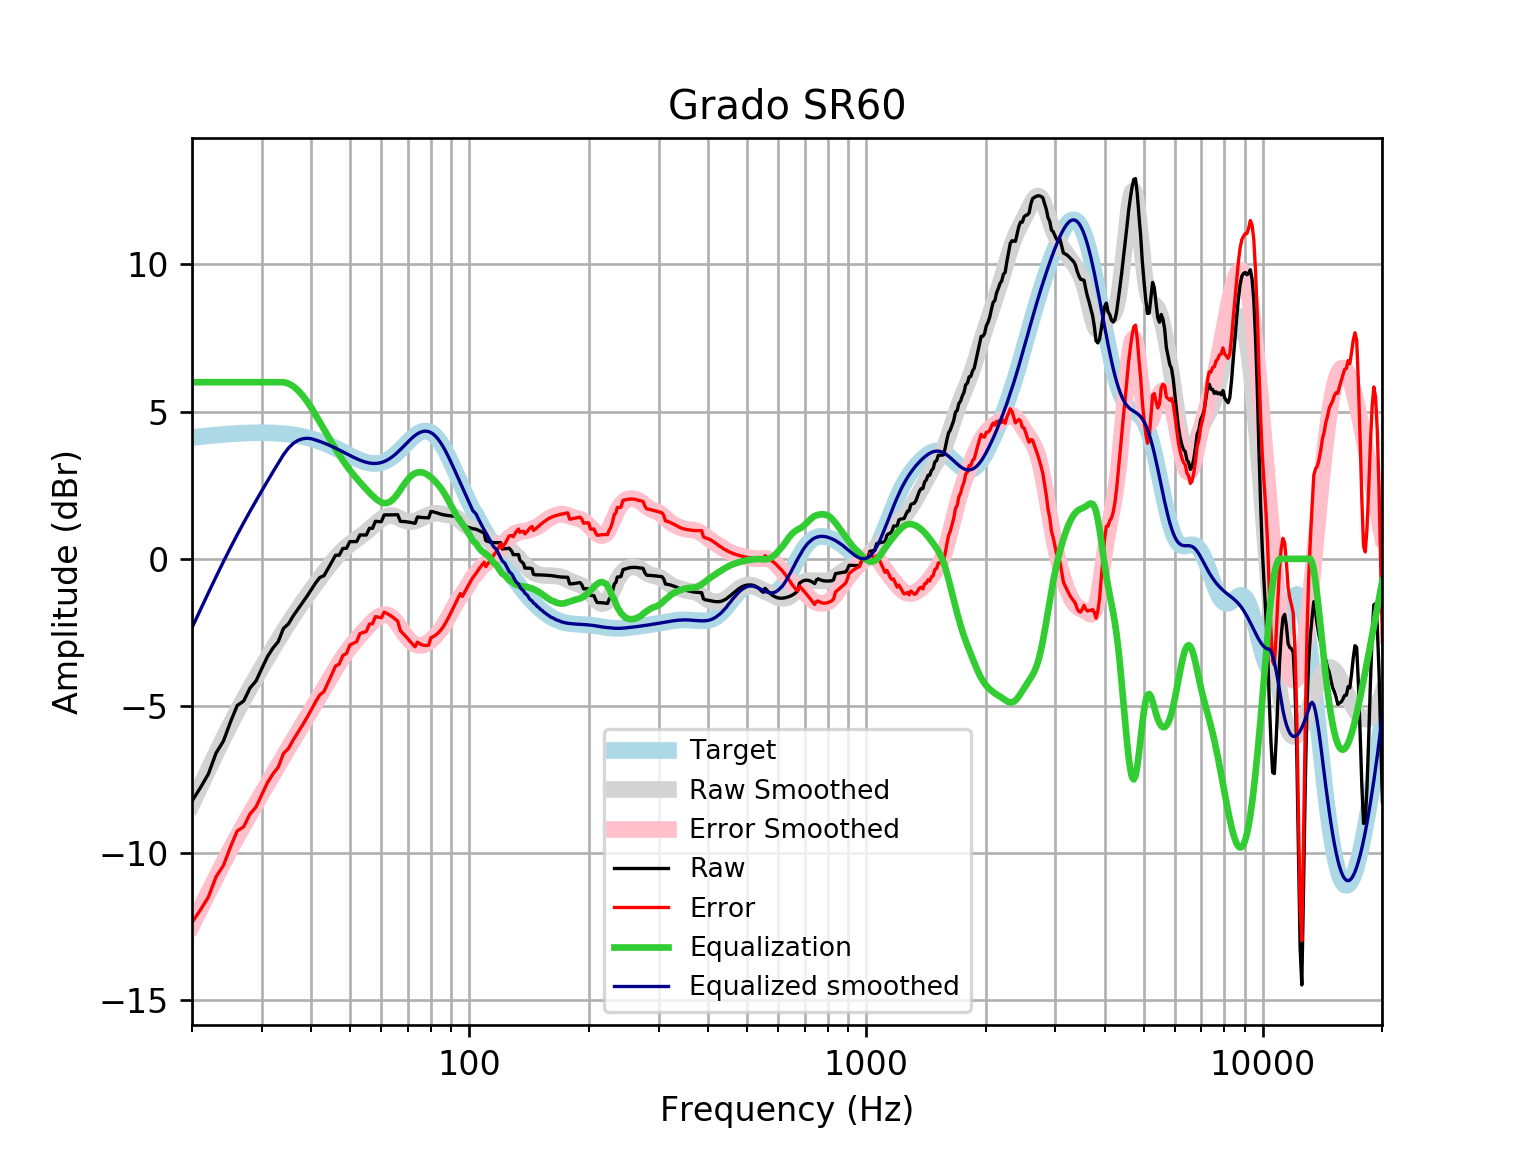 Grado SR60
10
5
0
−5
−10
−15
Amplitude (dBr)
Target
Raw Smoothed
Error Smoothed
Raw
Error
Equalization
Equalized smoothed
100
1000
10000
Frequency (Hz)